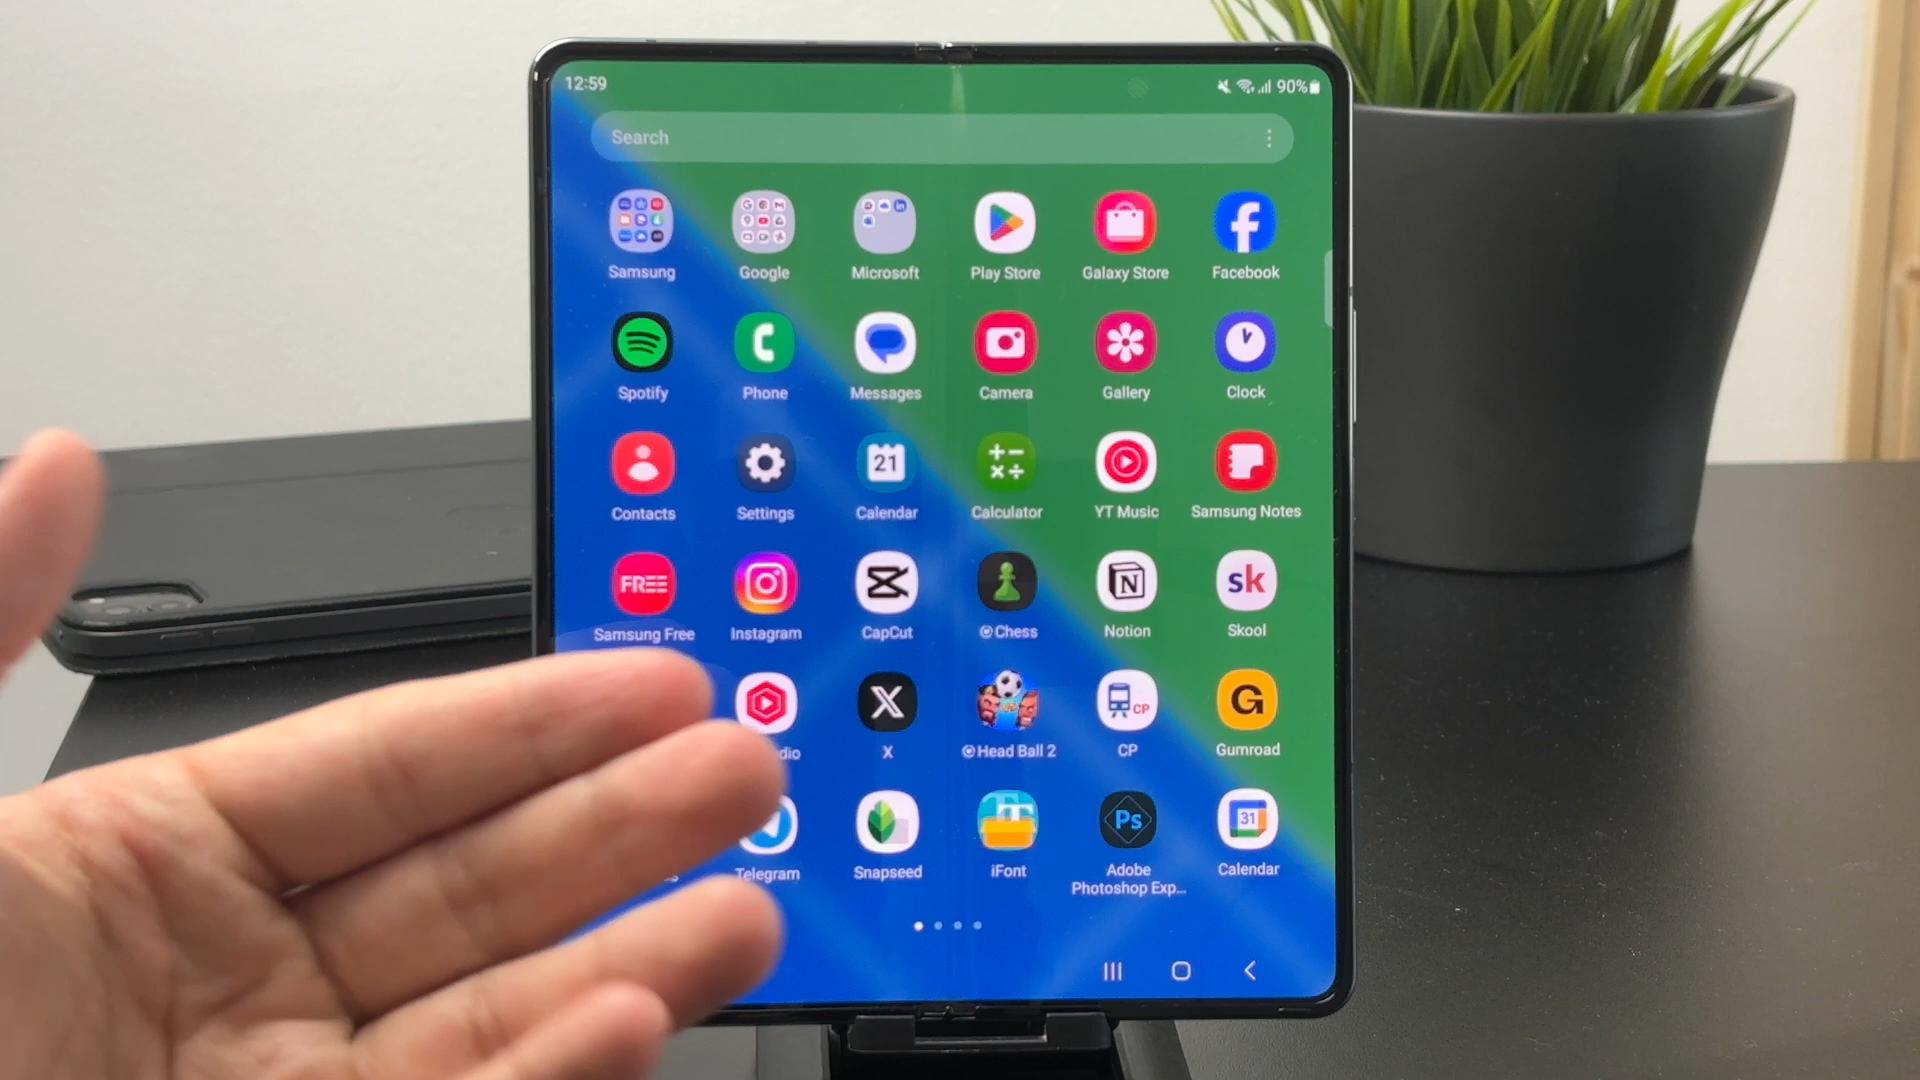 12:59
90%
Search
Samsung
Google
Microsoft
Play Store
Galaxy Store
Facebook
Spotify
Phone
Messages
Camera
Gallery
Clock
21
Contacts
Settings
Calendar
Calculator
YT Music
Samsung Notes
FREE
N
sk
Samsung Free
Instagram
CapCut
Chess
Notion
Skool
X
CP
G
dio
X
Head Ball 2
CP
Gumroad
T
Ps
31
Telegram
Snapseed
iFont
Adobe
Photoshop Exp...
Calendar